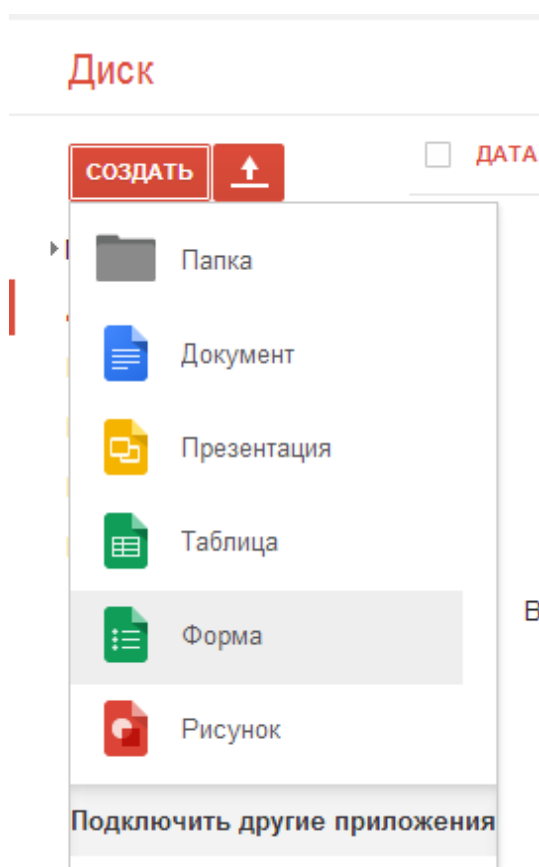 Диск
СОЗДАТЬ
ДАТА
Папка
Документ
Презентация
Таблица
В
Форма
Рисунок
Подключить другие приложения